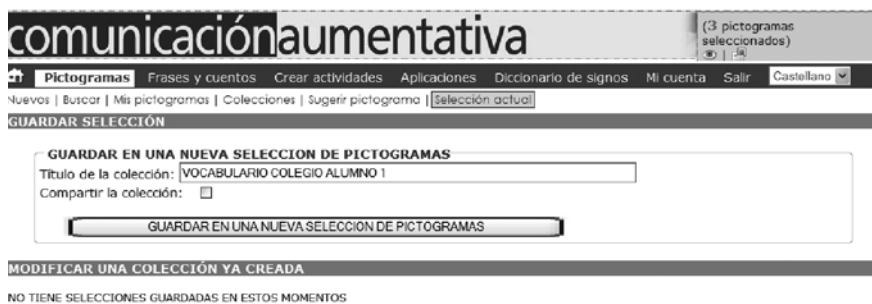 comunicaciónaumentativa
(3 pictogramas
seleccionados)
Pictogramas Frases y cuentos Crear actividades Aplicaciones Diccionario de signos Mi cuenta Salir Castellano
Nuevos | Buscar | Mis pictogramas | Colecciones | Sugerir pictograma | Selección actual
GUARDAR SELECCIÓN
GUARDAR EN UNA NUEVA SELECCION DE PICTOGRAMAS
Título de la colección: VOCABULARIO COLEGIO ALUMNO 1
Compartir la colección:
GUARDAR EN UNA NUEVA SELECCION DE PICTOGRAMAS
MODIFICAR UNA COLECCIÓN YA CREADA
NO TIENE SELECCIONES GUARDADAS EN ESTOS MOMENTOS